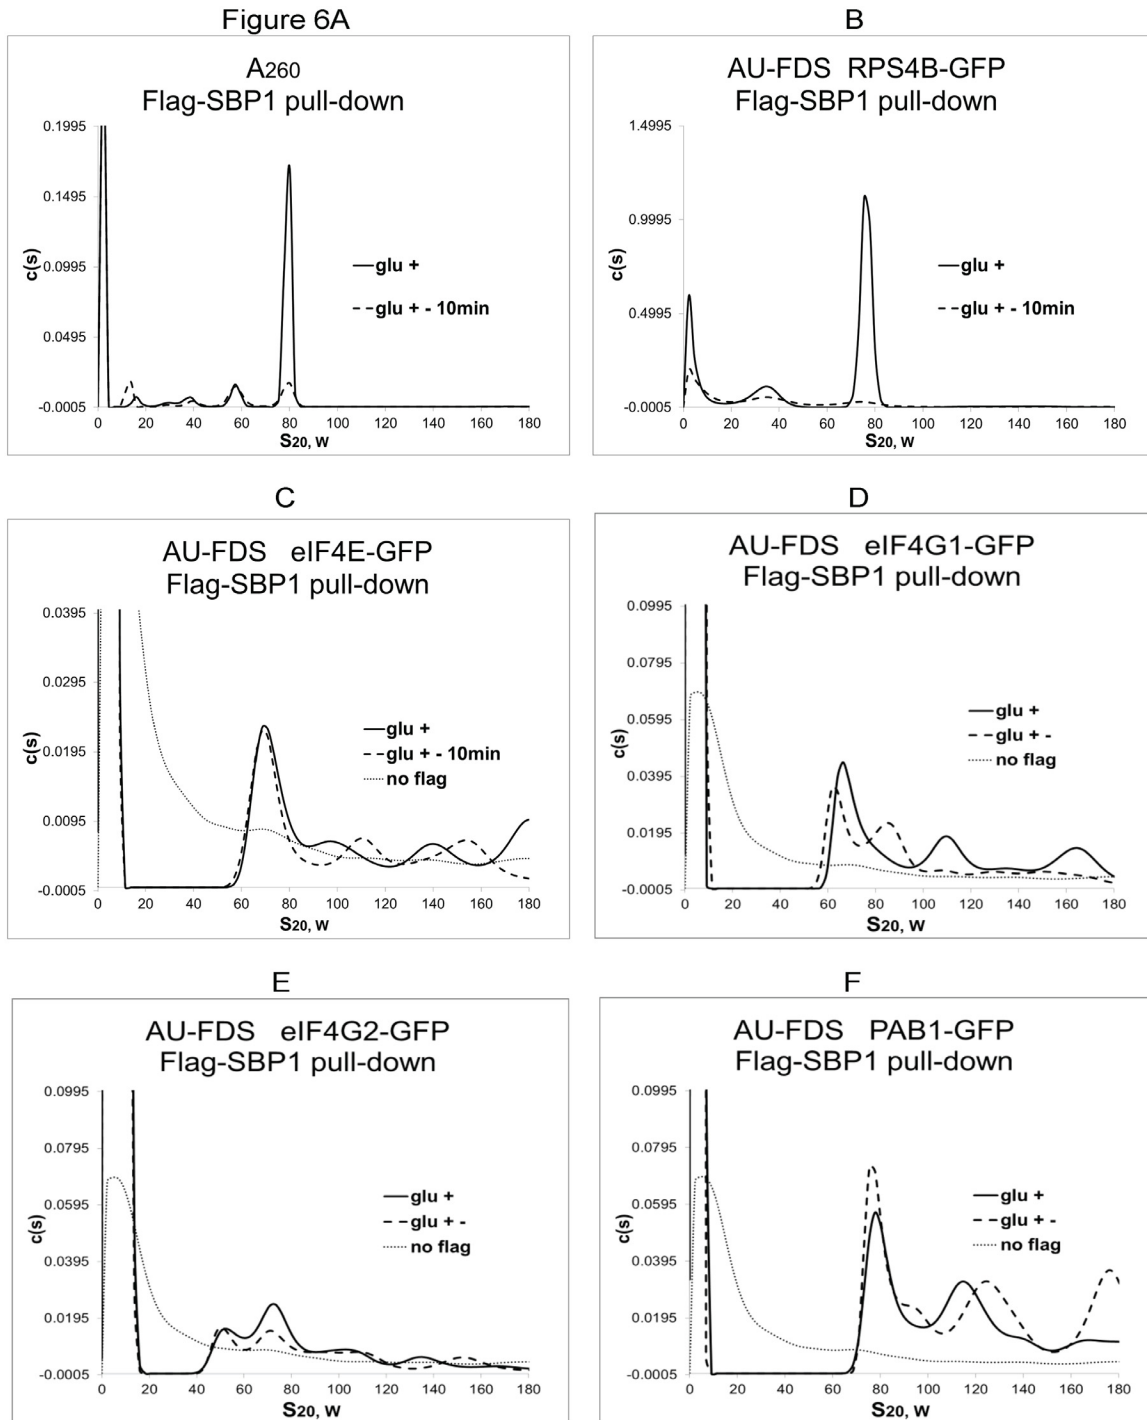 Figure 6A
A260
Flag-SBP1 pull-down
0.1995
0.1495
0.0995
0.0495
-0.0005
c(s)
glu +
glu + - 10min
0 20 40 60 80 100 120 140 160 180
S20, W
B
AU-FDS RPS4B-GFP
Flag-SBP1 pull-down
1.4995
0.9995
0.4995
-0.0005
c(s)
glu +
glu + - 10min
0 20 40 60 80 100 120 140 160 180
S20, W
C
AU-FDS eIF4E-GFP
Flag-SBP1 pull-down
0.0395
0.0295
0.0195
0.0095
-0.0005
c(s)
glu +
glu + - 10min
no flag
0 20 40 60 80 100 120 140 160 180
S20, W
D
AU-FDS eIF4G1-GFP
Flag-SBP1 pull-down
0.0995
0.0795
0.0595
0.0395
0.0195
-0.0005
c(s)
glu +
glu + -
no flag
0 20 40 60 80 100 120 140 160 180
S20, W
E
AU-FDS eIF4G2-GFP
Flag-SBP1 pull-down
0.0995
0.0795
0.0595
0.0395
0.0195
-0.0005
c(s)
glu +
glu + -
no flag
0 20 40 60 80 100 120 140 160 180
S20, W
F
AU-FDS PAB1-GFP
Flag-SBP1 pull-down
0.0995
0.0795
0.0595
0.0395
0.0195
-0.0005
c(s)
glu +
glu + -
no flag
0 20 40 60 80 100 120 140 160 180
S20, W